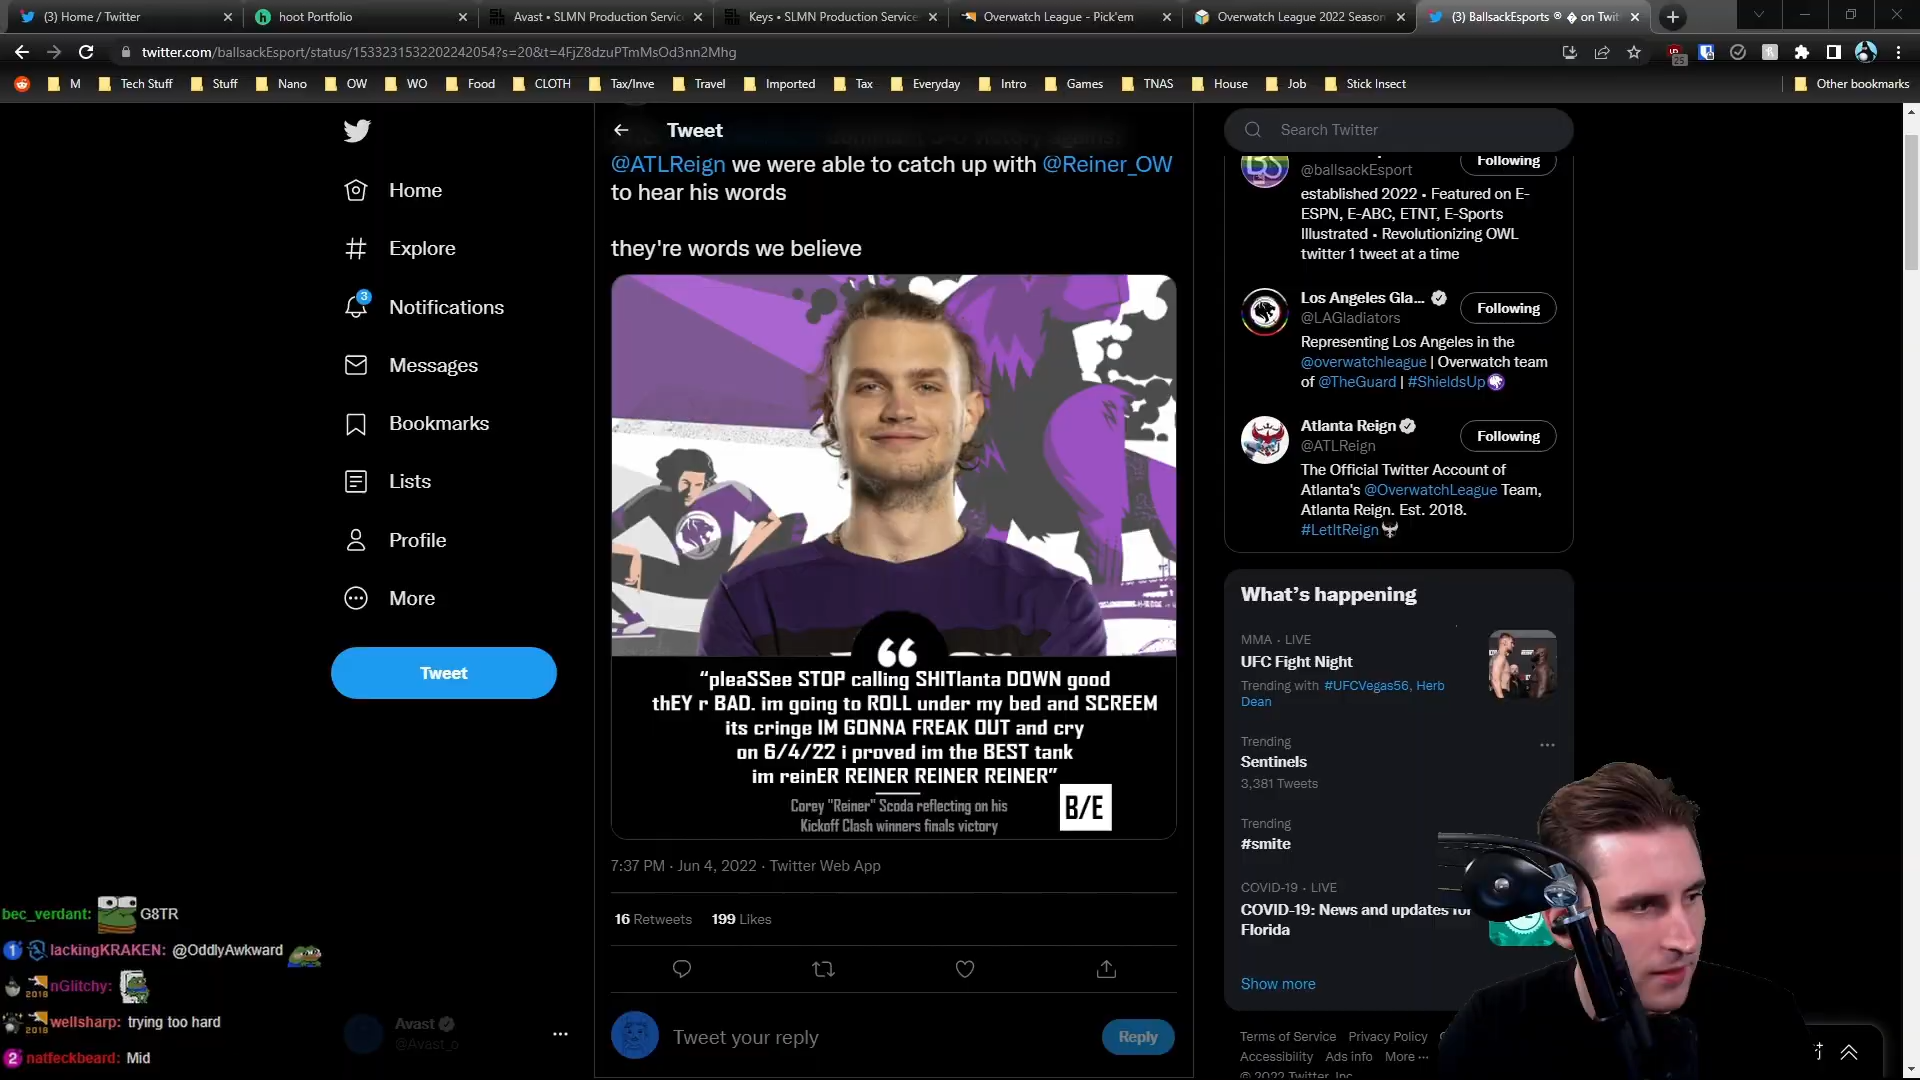 (3) Home / Twitter
hoot Portfolio
Avast • SLMN Production Service
Keys • SLMN Production Service
Overwatch League - Pick'em
Overwatch League 2022 Season
(3) BallsackEsports ® � on Twit
twitter.com/ballsackEsport/status/1533231532202242054?s=20&t=4FjZ8dzuPTmMsOd3nn2Mhg
25
M
Tech Stuff
Stuff
Nano
OW
WO
Food
CLOTH
Tax/Inve
Travel
Imported
Tax
Everyday
Intro
Games
TNAS
House
Job
Stick Insect
Other bookmarks
Home
Explore
3
Notifications
Messages
Bookmarks
Lists
Profile
More
Tweet
Avast
@Avast_o
Tweet
@ATLReign we were able to catch up with @Reiner_OW
to hear his words
they're words we believe
“pleaSSee STOP calling SHITlanta DOWN good
thEY r BAD. im going to ROLL under my bed and SCREEM
its cringe IM GONNA FREAK OUT and cry
on 6/4/22 i proved im the BEST tank
im reinER REINER REINER REINER”
Corey "Reiner" Scoda reflecting on his
Kickoff Clash winners finals victory
B/E
7:37 PM · Jun 4, 2022 · Twitter Web App
16 Retweets 199 Likes
Tweet your reply
Reply
Search Twitter
BS
@ballsackEsport
Following
established 2022 • Featured on E-
ESPN, E-ABC, ETNT, E-Sports
Illustrated • Revolutionizing OWL
twitter 1 tweet at a time
Los Angeles Gla...
@LAGladiators
Following
Representing Los Angeles in the
@overwatchleague | Overwatch team
of @TheGuard | #ShieldsUp
Atlanta Reign
@ATLReign
Following
The Official Twitter Account of
Atlanta's @OverwatchLeague Team,
Atlanta Reign. Est. 2018.
#LetItReign
What's happening
MMA · LIVE
UFC Fight Night
Trending with #UFCVegas56, Herb
Dean
Trending
Sentinels
3,381 Tweets
Trending
#smite
COVID-19 · LIVE
COVID-19: News and updates for
Florida
Show more
Terms of Service Privacy Policy
Accessibility Ads info More
© 2022 Twitter, Inc.
bec_verdant: G8TR
1 lackingKRAKEN: @OddlyAwkward
2018 nGlitchy:
2018 wellsharp: trying too hard
2 natfeckbeard: Mid